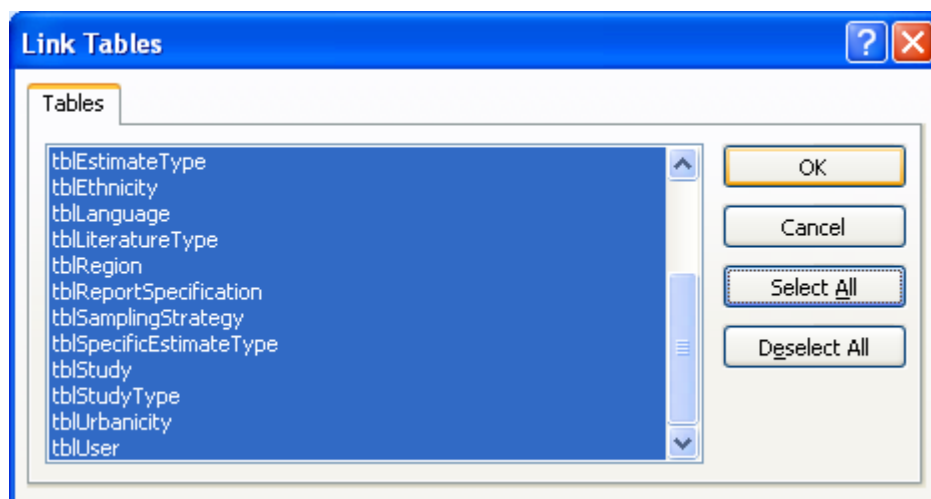 Link Tables
Tables
tblEstimateType
tblEthnicity
tblLanguage
tblLiteratureType
tblRegion
tblReportSpecification
tblSamplingStrategy
tblSpecificEstimateType
tblStudy
tblStudyType
tblUrbanicity
tblUser
OK
Cancel
Select All
Deselect All